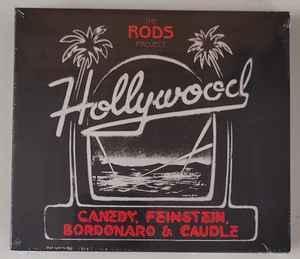 THE
RODS
PROJECT
Hollywood
CANEDY, FEINSTEIN,
BORDONARO & CAUDLE